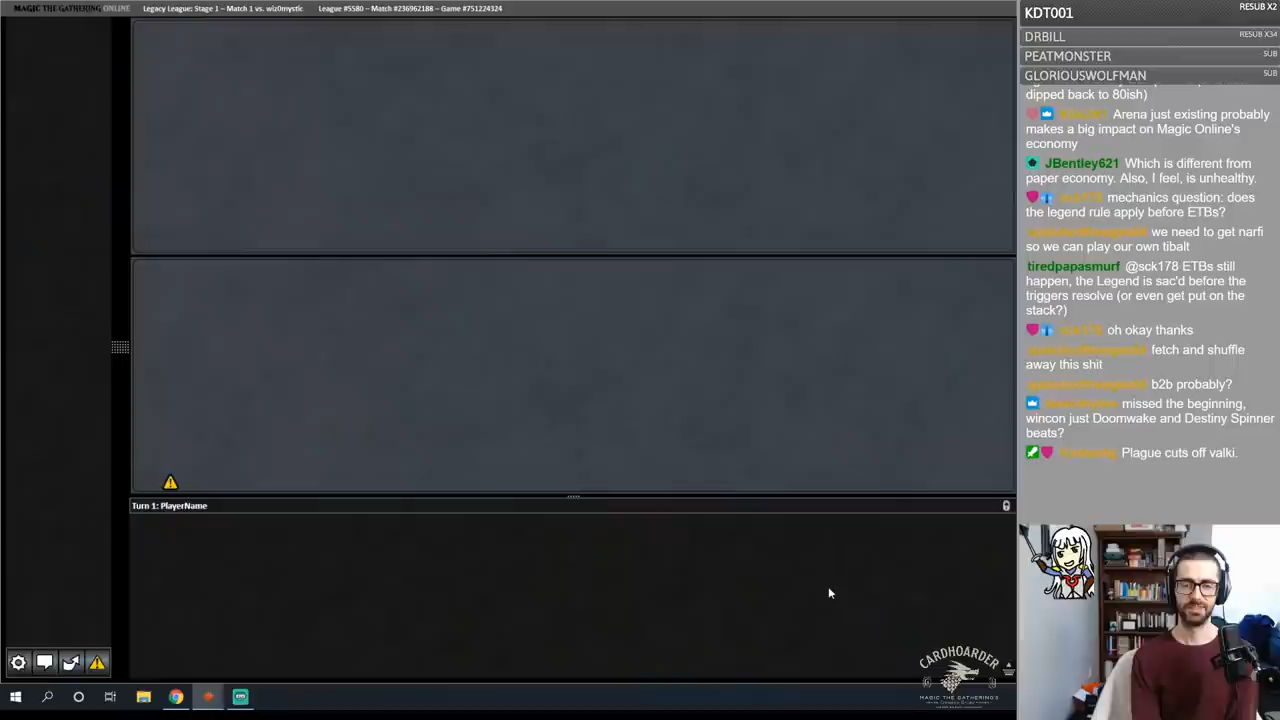 MAGIC THE GATHERING ONLINE
Legacy League: Stage 1 – Match 1 vs. wiz0mystic
League #5580 – Match #236962188 – Game #751224324
KDT001
RESUB X2
DRBILL
RESUB X34
PEATMONSTER
SUB
GLORIOUSWOLFMAN
SUB
dipped back to 80ish)
Arena just existing probably
makes a big impact on Magic Online's
economy
JBentley621 Which is different from
paper economy. Also, I feel, is unhealthy.
sck178 mechanics question: does
the legend rule apply before ETBs?
we need to get narfi
so we can play our own tibalt
tiredpapasmurf @sck178 ETBs still
happen, the Legend is sac'd before the
triggers resolve (or even get put on the
stack?)
sck178 oh okay thanks
fetch and shuffle
away this shit
b2b probably?
missed the beginning,
wincon just Doomwake and Destiny Spinner
beats?
Plague cuts off valki.
Turn 1: PlayerName
CARDHOARDER
MAGIC THE GATHERING'S